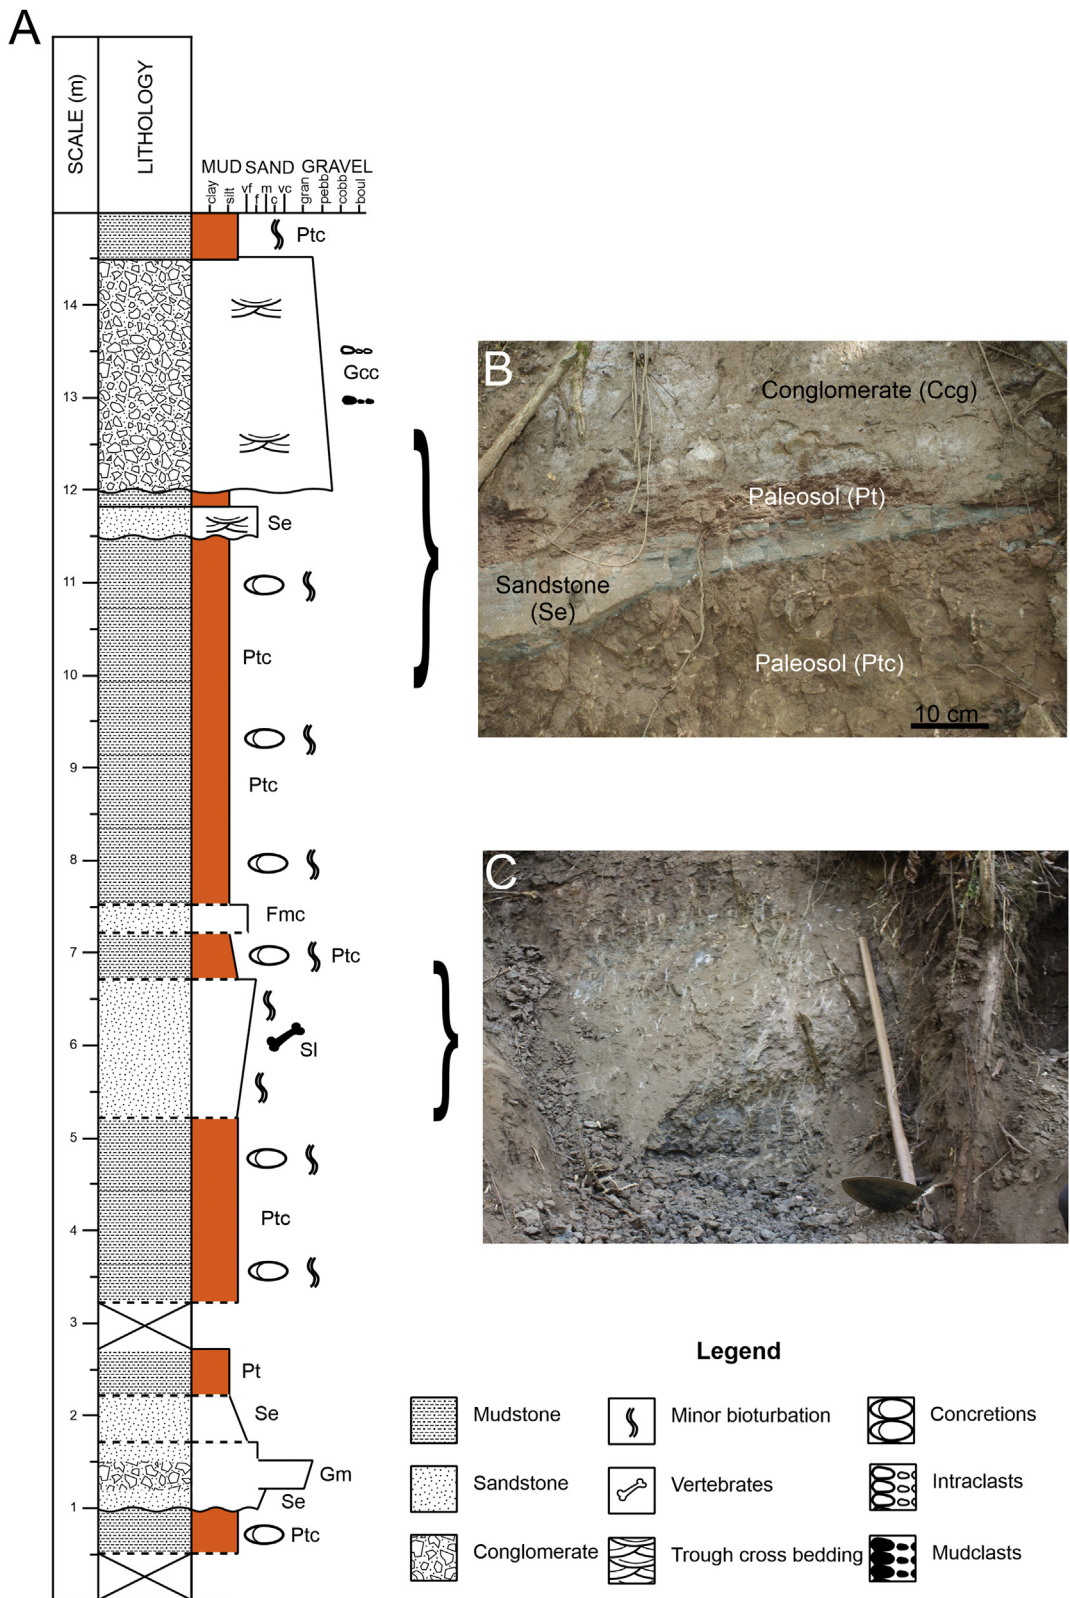 A
SCALE (m)
LITHOLOGY
MUD SAND GRAVEL
clay silt vf f m c vc gran pebb cobb boul
Ptc
14
Gcc
13
12
Se
11
Ptc
10
9
Ptc
8
Fmc
7
Ptc
6
Sl
5
Ptc
4
3
Pt
2
Se
Gm
1
Se
Ptc
B
Conglomerate (Ccg)
Paleosol (Pt)
Sandstone
(Se)
Paleosol (Ptc)
10 cm
C
Legend
Mudstone
Minor bioturbation
Concretions
Sandstone
Vertebrates
Intraclasts
Conglomerate
Trough cross bedding
Mudclasts